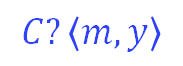 C? ⟨m, y⟩